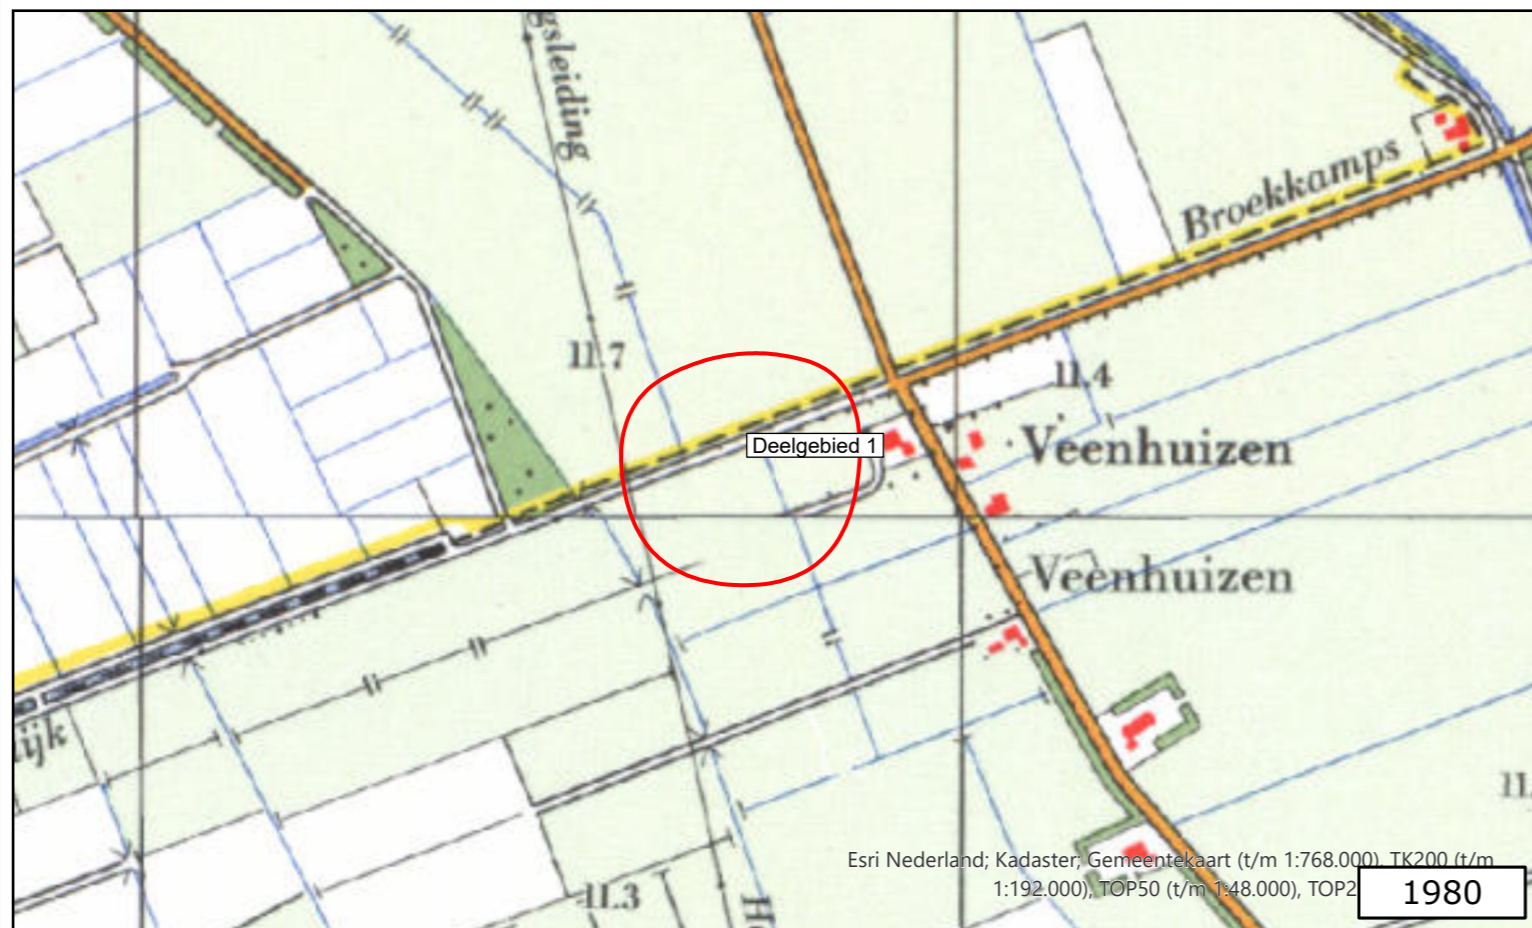 gsleiding
Broekkamps
11.7
11.4
Deelgebied 1
Veenhuizen
Veenhuizen
ijk
11.
11.3
Esri Nederland; Kadaster; Gemeentekaart (t/m 1:768.000), TK200 (t/m
1:192.000), TOP50 (t/m 1:48.000), TOP2
1980